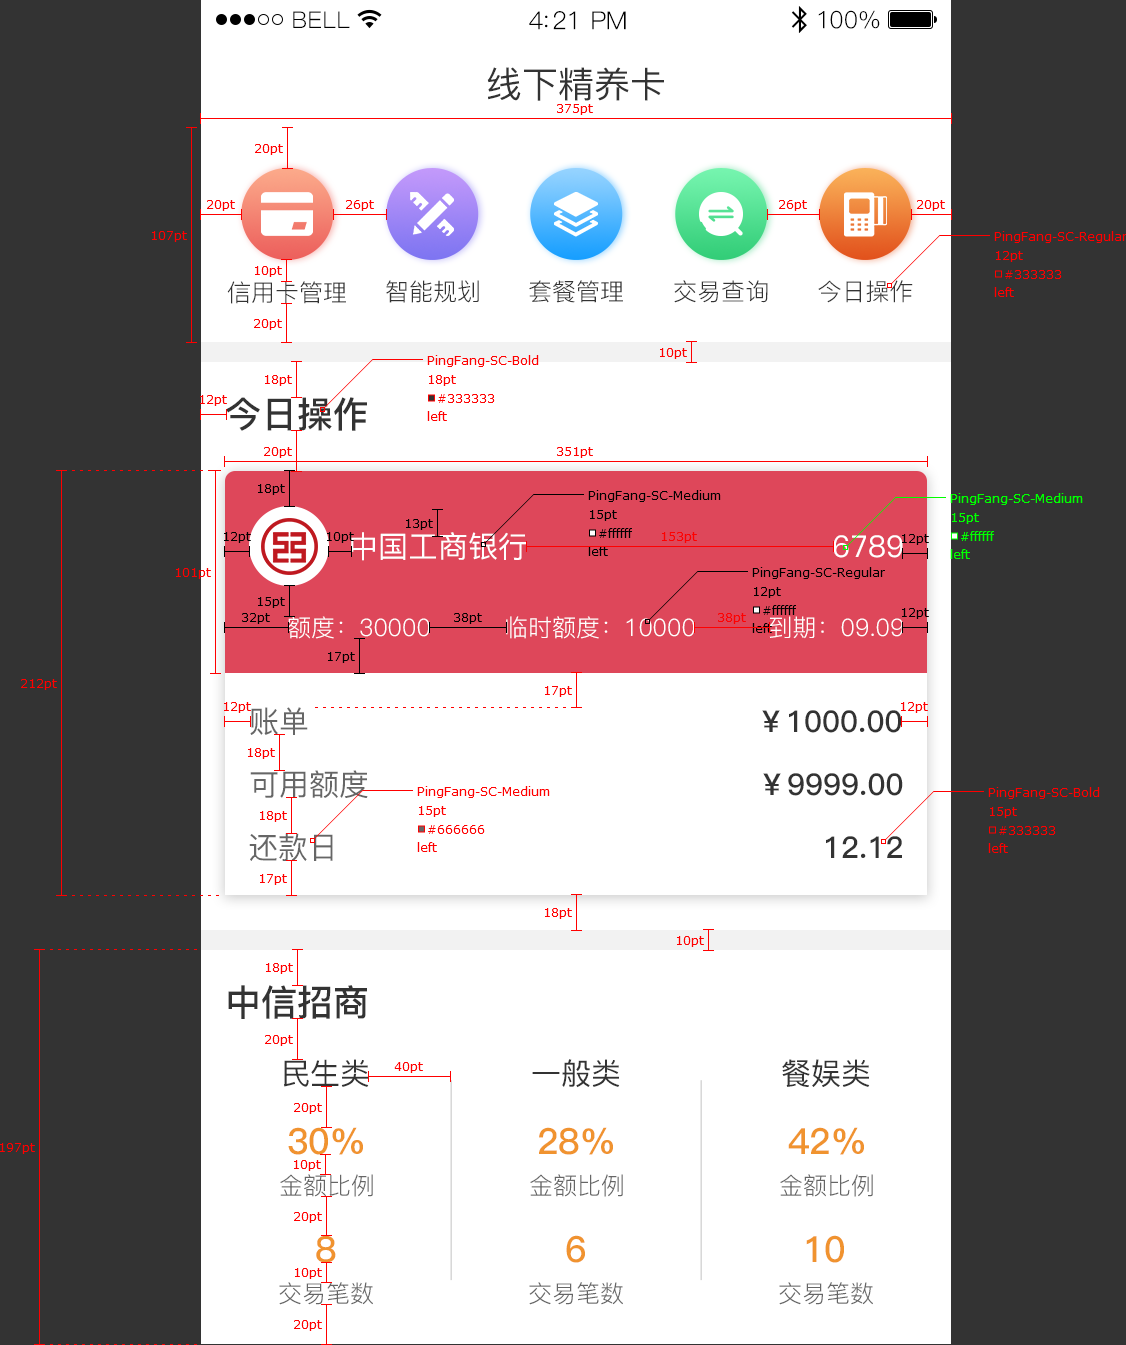 BELL 4:21 PM 100%
线下精养卡
375pt
20pt
20pt 26pt 26pt 20pt
107pt
PingFang-SC-Regular
12pt
#333333
left
10pt
信用卡管理 智能规划 套餐管理 交易查询 今日操作
20pt
10pt
18pt
PingFang-SC-Bold
18pt
#333333
left
12pt
今日操作
20pt
351pt
18pt
PingFang-SC-Medium
15pt
#ffffff
left
PingFang-SC-Medium
15pt
#ffffff
left
13pt
12pt 10pt 153pt 12pt
中国工商银行 6789
101pt
PingFang-SC-Regular
12pt
#ffffff
left
15pt
32pt 38pt 38pt 12pt
额度：30000 临时额度：10000 到期：09.09
17pt
212pt
17pt
12pt 12pt
账单 ￥1000.00
18pt
可用额度 ￥9999.00
PingFang-SC-Medium
15pt
#666666
left
PingFang-SC-Bold
15pt
#333333
left
18pt
还款日 12.12
17pt
18pt
10pt
18pt
中信招商
20pt
民生类 一般类 餐娱类
40pt
20pt
30% 28% 42%
197pt
10pt
金额比例 金额比例 金额比例
20pt
8 6 10
10pt
交易笔数 交易笔数 交易笔数
20pt